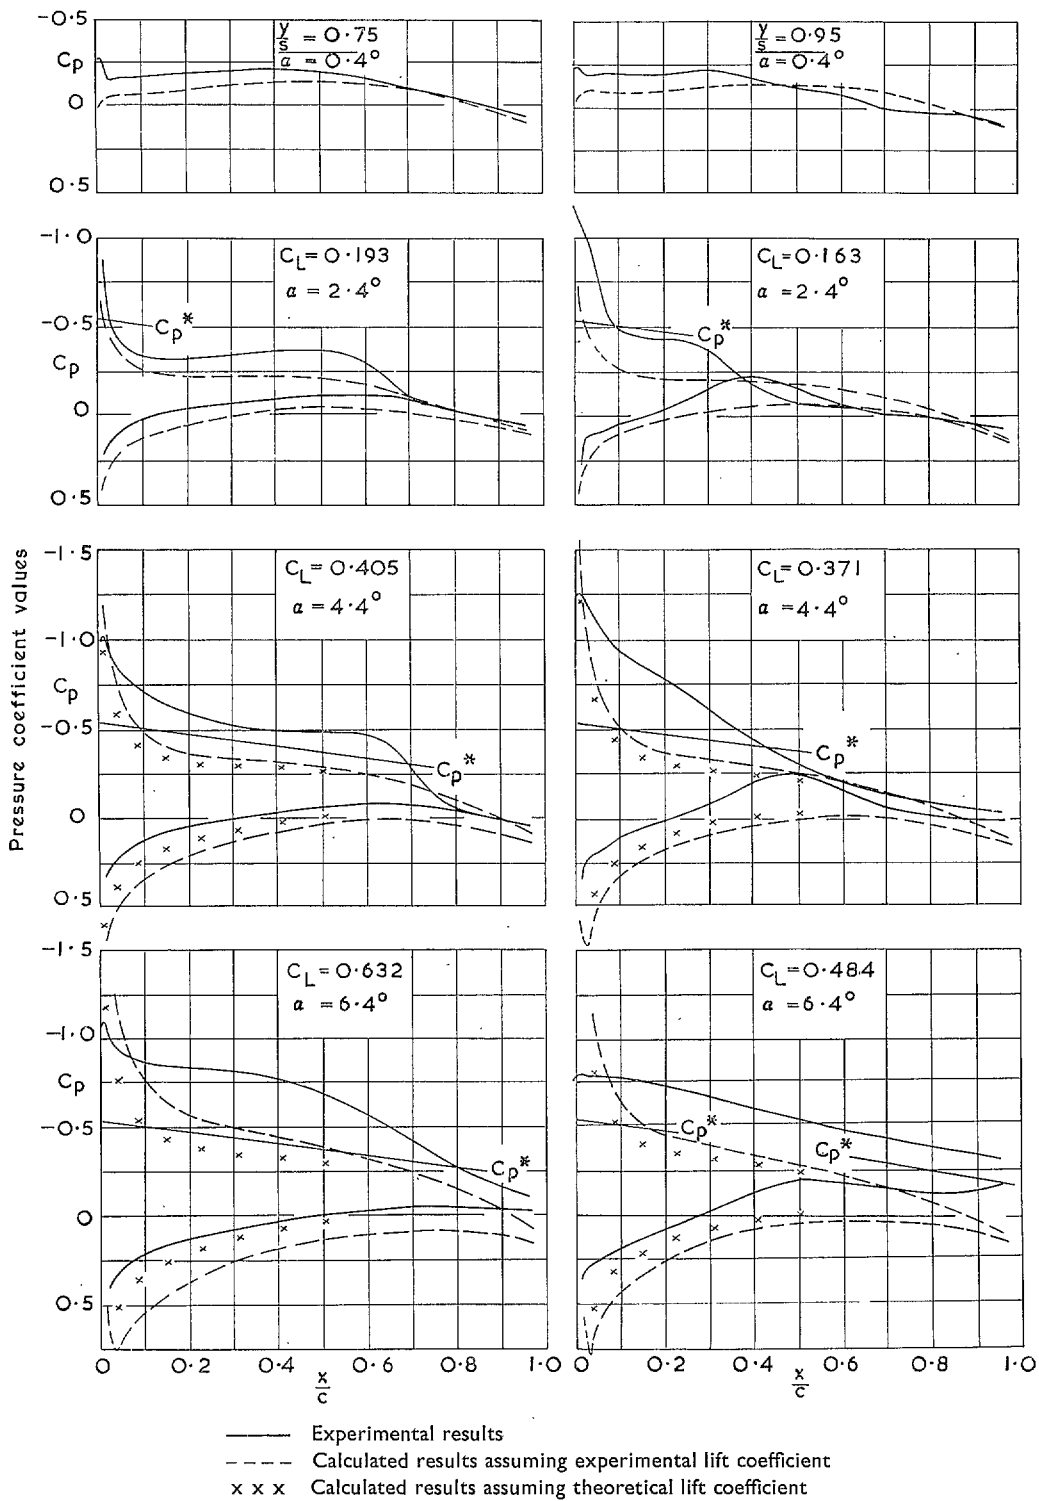 -0·5
Cp
0
0·5
y/s = 0·75
α = 0·4°
y/s = 0·95
α = 0·4°
-1·0
-0·5
Cp
0
0·5
CL = 0·193
α = 2·4°
Cp*
CL = 0·163
α = 2·4°
Cp*
Pressure coefficient values
-1·5
-1·0
Cp
-0·5
0
0·5
CL = 0·405
α = 4·4°
Cp*
CL = 0·371
α = 4·4°
Cp*
-1·5
-1·0
Cp
-0·5
0
0·5
CL = 0·632
α = 6·4°
Cp*
CL = 0·484
α = 6·4°
Cp*
Cp*
0 0·2 0·4 0·6 0·8 1·0
x/c
0 0·2 0·4 0·6 0·8 1·0
x/c
Experimental results
Calculated results assuming experimental lift coefficient
x x x Calculated results assuming theoretical lift coefficient